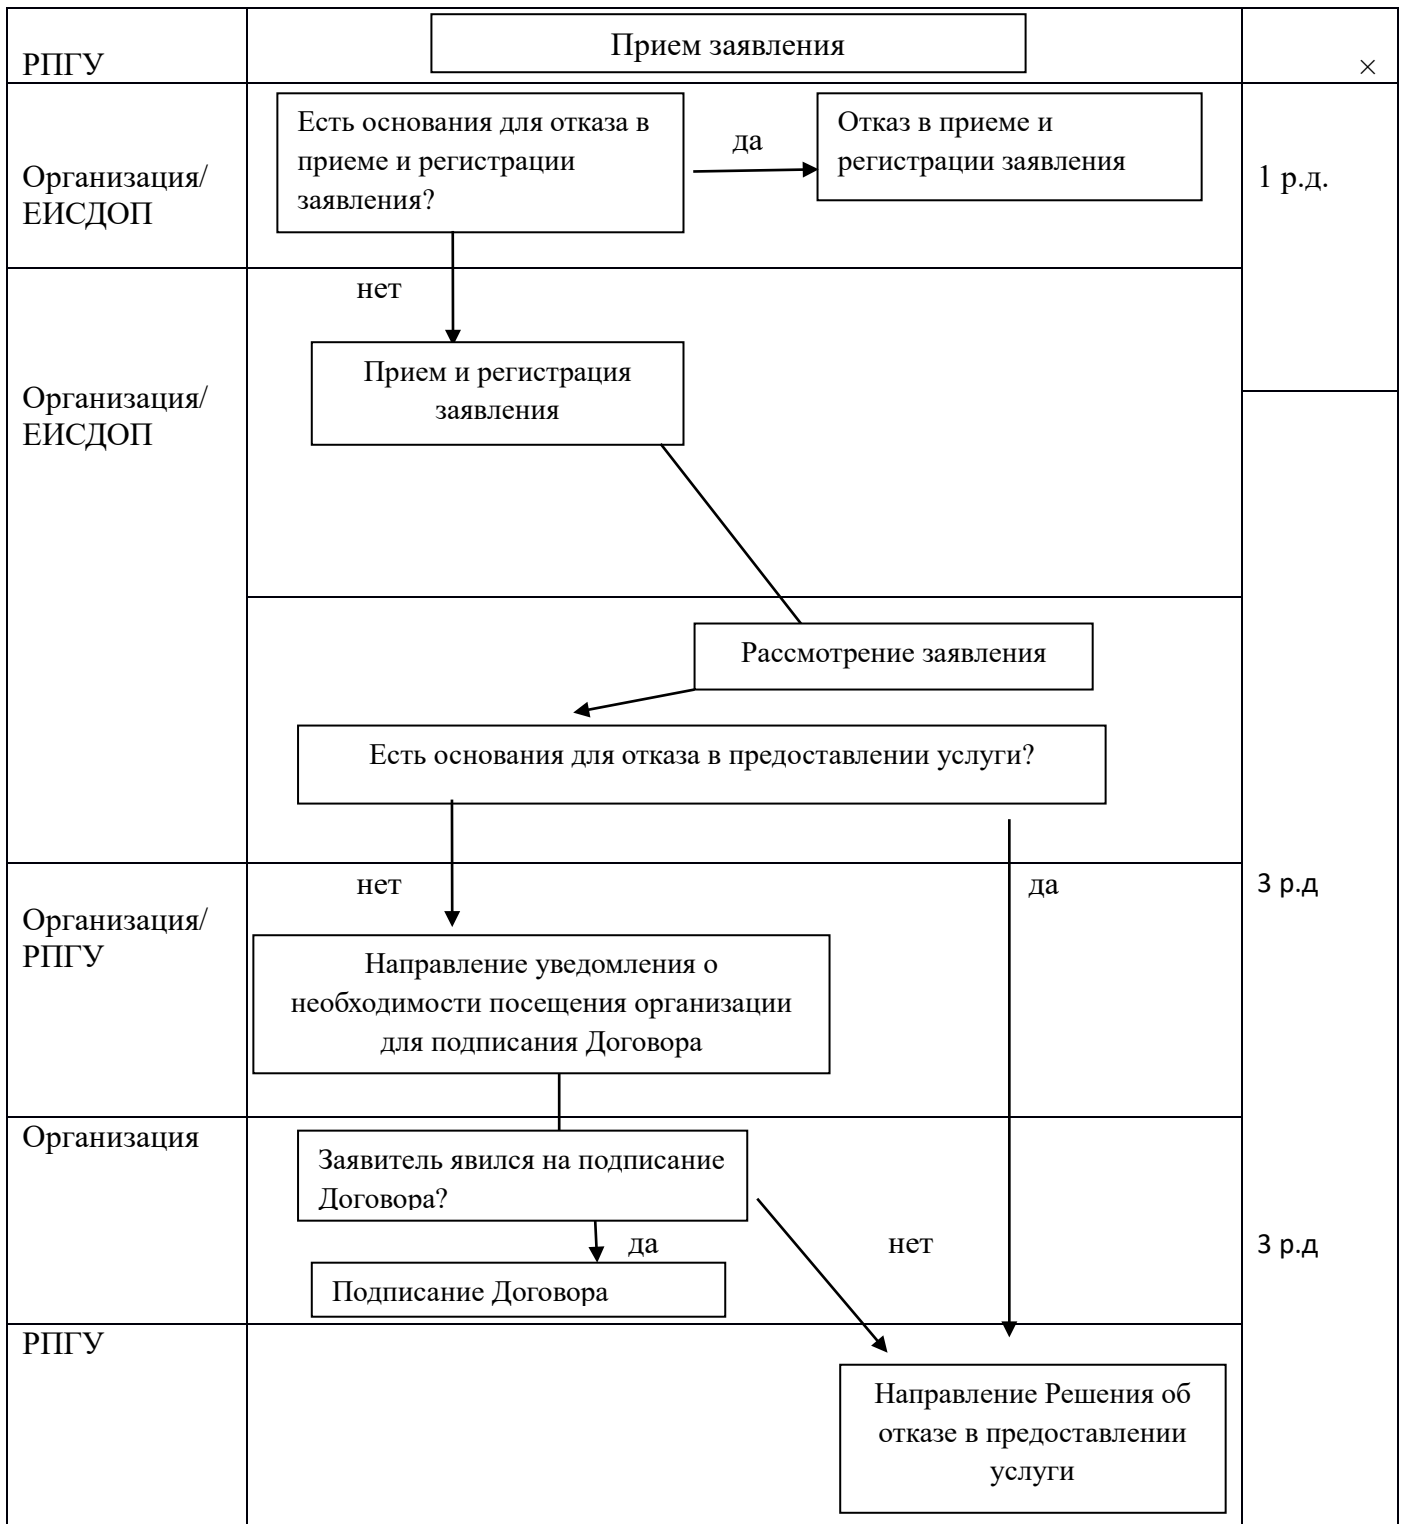 РПГУ
Прием заявления
×
Организация/
ЕИСДОП
Есть основания для отказа в
приеме и регистрации
заявления?
да
Отказ в приеме и
регистрации заявления
1 р.д.
нет
Организация/
ЕИСДОП
Прием и регистрация
заявления
Рассмотрение заявления
Есть основания для отказа в предоставлении услуги?
нет
да
3 р.д
Организация/
РПГУ
Направление уведомления о
необходимости посещения организации
для подписания Договора
Организация
Заявитель явился на подписание
Договора?
да
нет
3 р.д
Подписание Договора
РПГУ
Направление Решения об
отказе в предоставлении
услуги